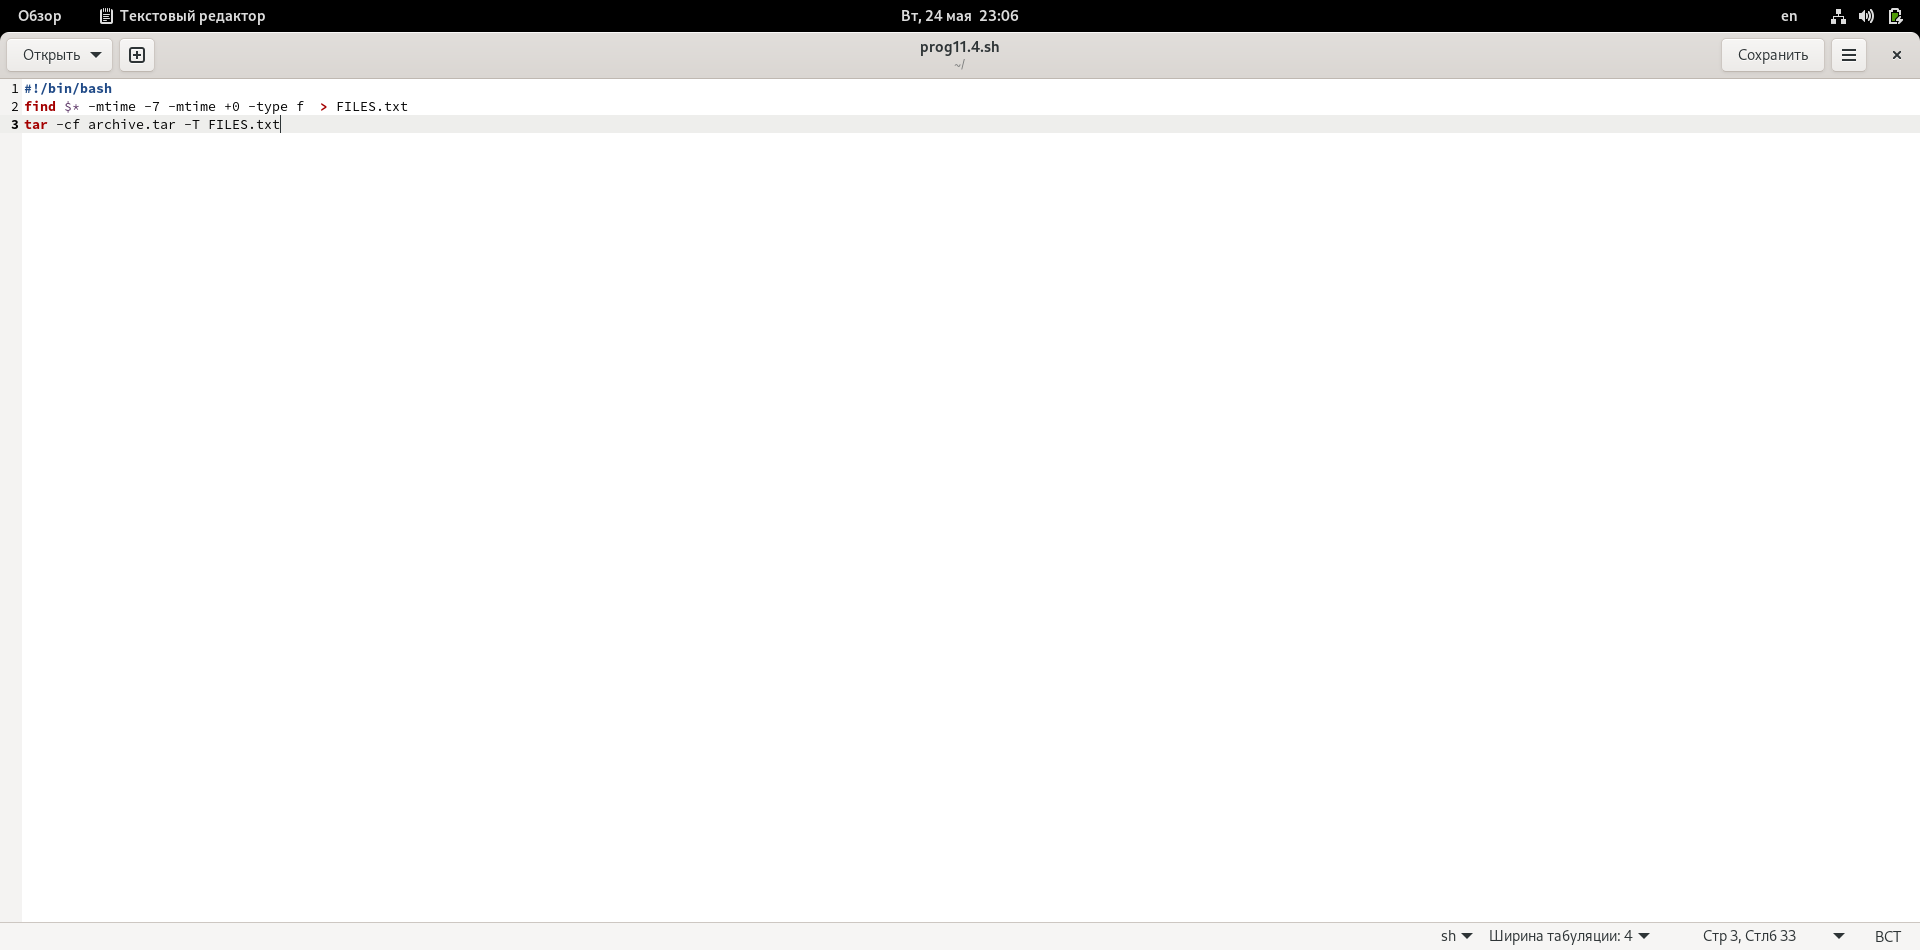 Обзор Текстовый редактор Вт, 24 мая 23:06 en
Открыть prog11.4.sh Сохранить
~/
1 #!/bin/bash
2 find $* -mtime -7 -mtime +0 -type f  > FILES.txt
3 tar -cf archive.tar -T FILES.txt
sh Ширина табуляции: 4 Стр 3, Стлб 33 ВСТ